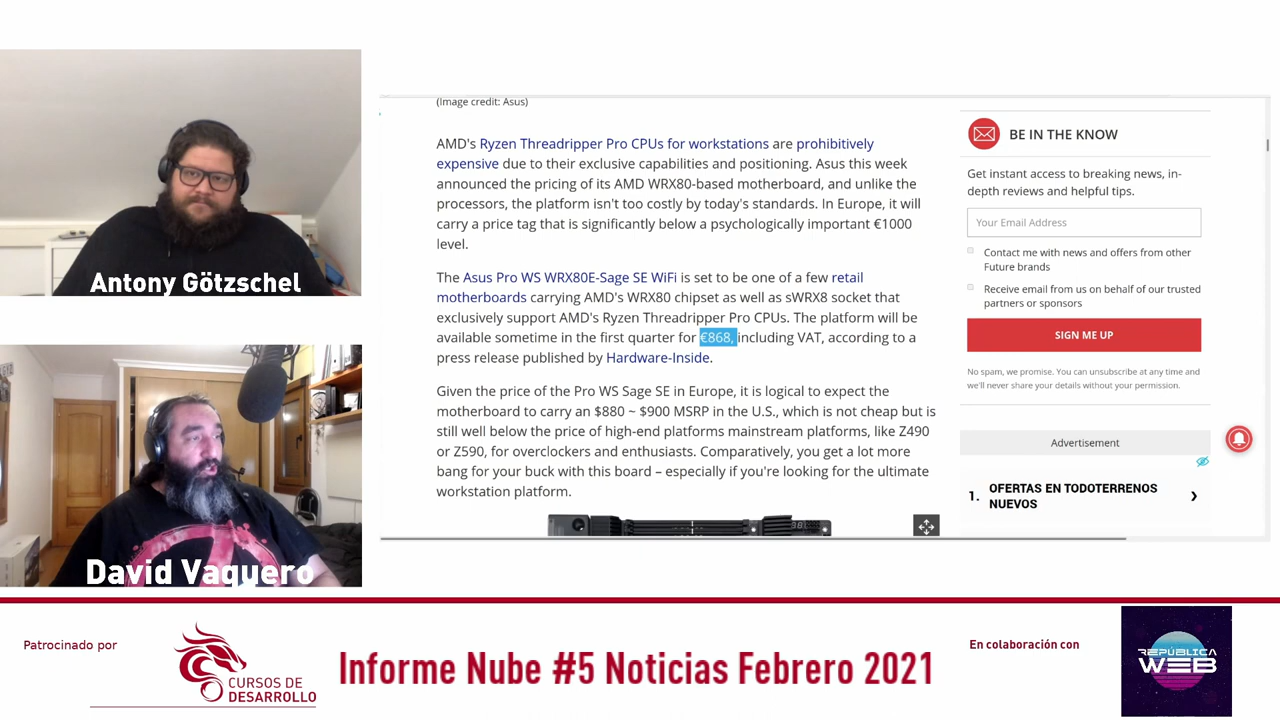 Antony Götzschel
David Vaquero
(Image credit: Asus)
AMD's Ryzen Threadripper Pro CPUs for workstations are prohibitively
expensive due to their exclusive capabilities and positioning. Asus this week
announced the pricing of its AMD WRX80-based motherboard, and unlike the
processors, the platform isn't too costly by today's standards. In Europe, it will
carry a price tag that is significantly below a psychologically important €1000
level.
The Asus Pro WS WRX80E-Sage SE WiFi is set to be one of a few retail
motherboards carrying AMD's WRX80 chipset as well as sWRX8 socket that
exclusively support AMD's Ryzen Threadripper Pro CPUs. The platform will be
available sometime in the first quarter for €868, including VAT, according to a
press release published by Hardware-Inside.
Given the price of the Pro WS Sage SE in Europe, it is logical to expect the
motherboard to carry an $880 ~ $900 MSRP in the U.S., which is not cheap but is
still well below the price of high-end platforms mainstream platforms, like Z490
or Z590, for overclockers and enthusiasts. Comparatively, you get a lot more
bang for your buck with this board – especially if you're looking for the ultimate
workstation platform.
BE IN THE KNOW
Get instant access to breaking news, in-
depth reviews and helpful tips.
Your Email Address
Contact me with news and offers from other
Future brands
Receive email from us on behalf of our trusted
partners or sponsors
SIGN ME UP
No spam, we promise. You can unsubscribe at any time and
we'll never share your details without your permission.
Advertisement
1. OFERTAS EN TODOTERRENOS
NUEVOS
Patrocinado por
CURSOS DE
DESARROLLO
Informe Nube #5 Noticias Febrero 2021
En colaboración con
REPÚBLICA
WEB